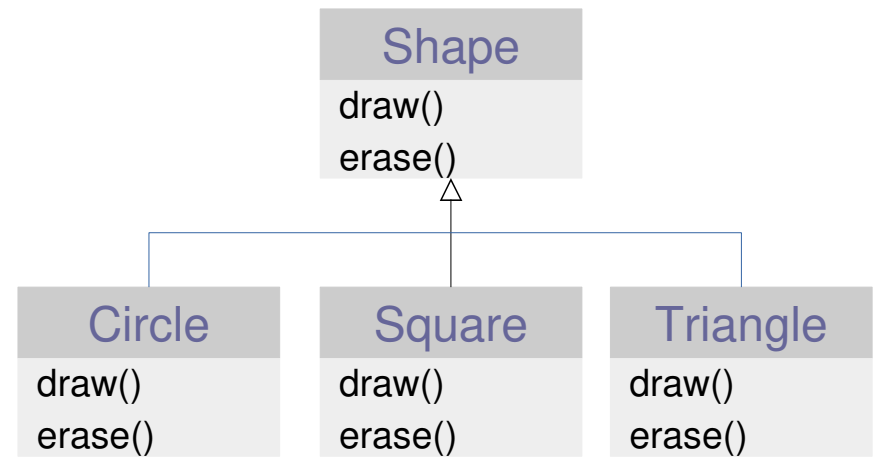 Shape
draw()
erase()
Circle
draw()
erase()
Square
draw()
erase()
Triangle
draw()
erase()